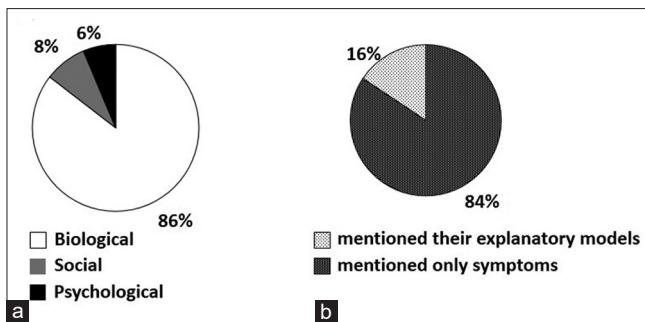 6%
8%
86%
Biological
Social
Psychological
a
16%
84%
mentioned their explanatory models
mentioned only symptoms
b